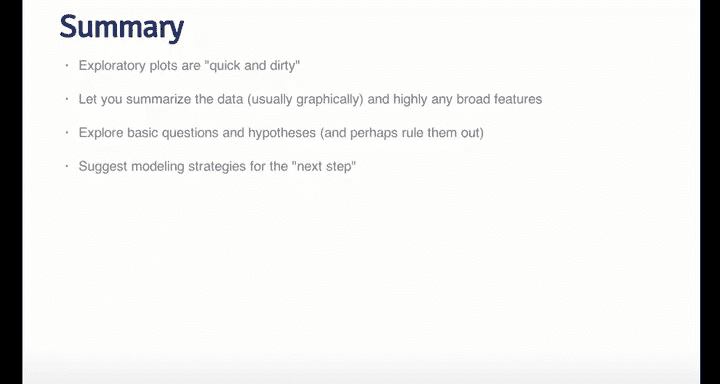 Summary
· Exploratory plots are "quick and dirty"
· Let you summarize the data (usually graphically) and highly any broad features
· Explore basic questions and hypotheses (and perhaps rule them out)
· Suggest modeling strategies for the "next step"